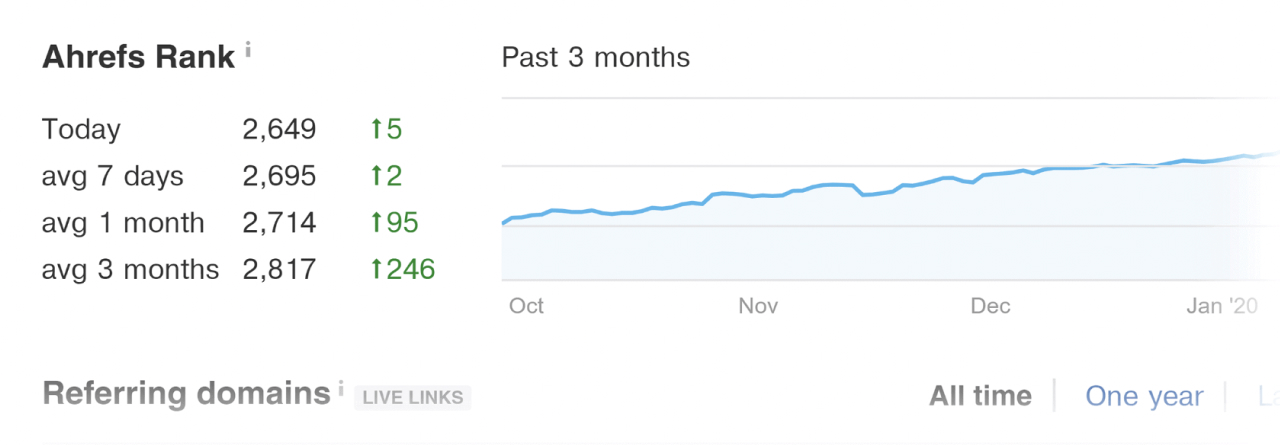 Ahrefs Rank i
Past 3 months
Today 2,649 ↑5
avg 7 days 2,695 ↑2
avg 1 month 2,714 ↑95
avg 3 months 2,817 ↑246
Oct Nov Dec Jan '20
Referring domains i LIVE LINKS
All time One year